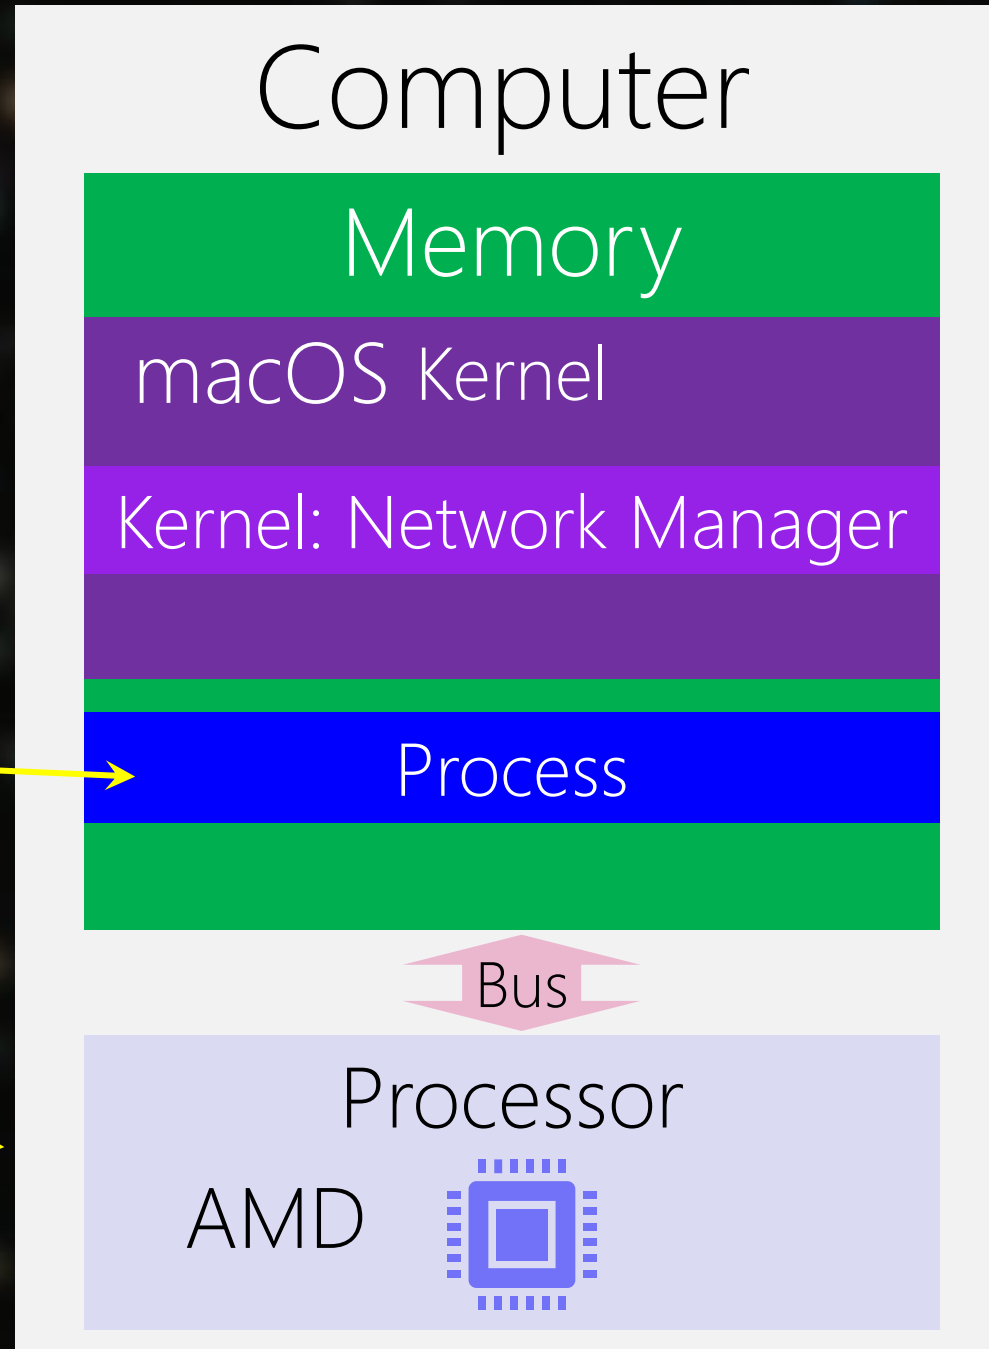 Computer
Memory
macOS Kernel
Kernel: Network Manager
Process
Bus
Processor
AMD